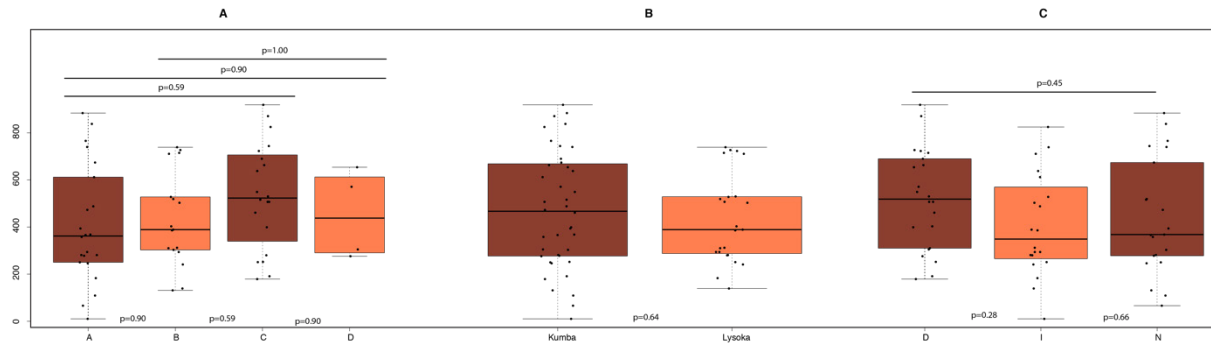 A B C
p=1.00
p=0.90
p=0.59
p=0.45
800
600
400
200
0
p=0.90 p=0.59 p=0.90 p=0.64 p=0.28 p=0.66
A B C D Kumba Lysoka D I N